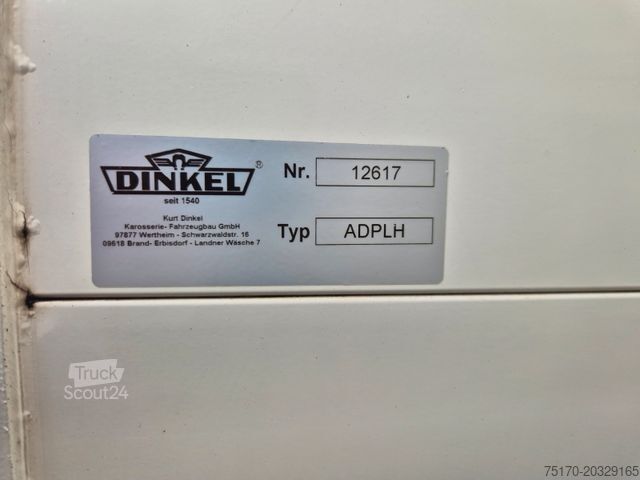 DINKEL®
seit 1540
Kurt Dinkel
Karosserie- Fahrzeugbau GmbH
97877 Wertheim - Schwarzwaldstr. 16
09618 Brand- Erbisdorf - Landner Wäsche 7
Nr. 12617
Typ ADPLH
Truck
Scout24
75170-20329165